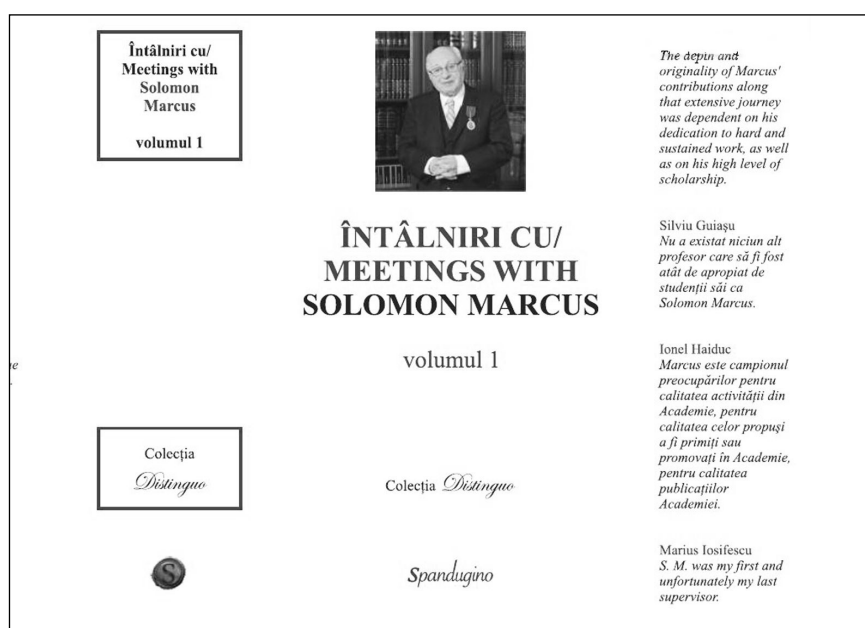 Întâlniri cu/
Meetings with
Solomon
Marcus
volumul 1
Colecția
Distinguo
S
ÎNTÂLNIRI CU/
MEETINGS WITH
SOLOMON MARCUS
volumul 1
Colecția Distinguo
Spandugino
The and
originality of Marcus'
contributions along
that extensive journey
was dependent on his
dedication to hard and
sustained work, as well
as on his high level of
scholarship.
Silviu Guiașu
Nu a existat niciun alt
profesor care să fi fost
atât de apropiat de
studenții săi ca
Solomon Marcus.
Ionel Haiduc
Marcus este campionul
preocupărilor pentru
calitatea activității din
Academie, pentru
calitatea celor propuși
a fi primiți sau
promovați în Academie,
pentru calitatea
publicațiilor
Academiei.
Marius Iosifescu
S. M. was my first and
unfortunately my last
supervisor.